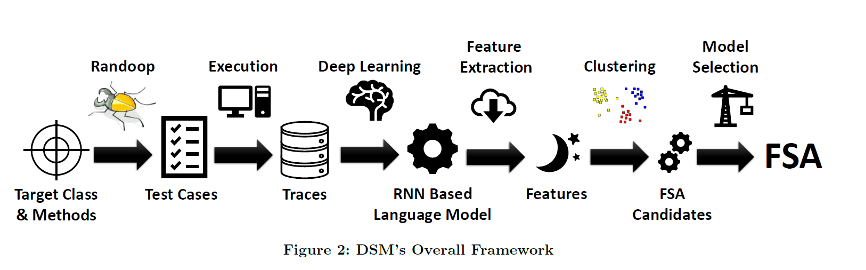 Randoop
Execution
Deep Learning
Feature
Extraction
Clustering
Model
Selection
Target Class
& Methods
Test Cases
Traces
RNN Based
Language Model
Features
FSA
Candidates
FSA
Figure 2: DSM's Overall Framework